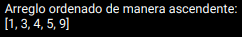 Arreglo ordenado de manera ascendente:
[1, 3, 4, 5, 9]